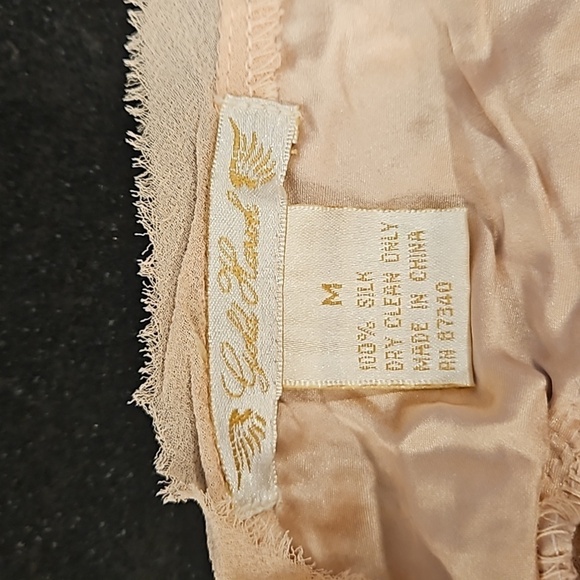 Gold Hawk
M
100% SILK
DRY CLEAN ONLY
MADE IN CHINA
RN 87340